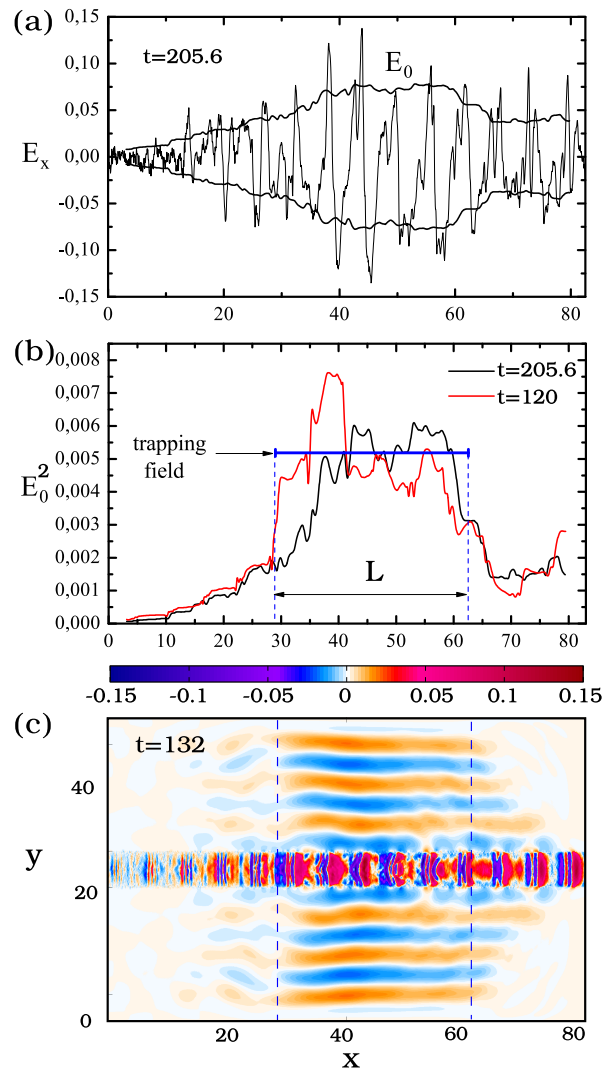 (a)
0,15
0,10
0,05
0,00
-0,05
-0,10
-0,15
E_x
t=205.6
E_0
0 20 40 60 80
(b)
0,008
0,007
0,006
0,005
0,004
0,003
0,002
0,001
0,000
E_0^2
t=205.6
t=120
trapping
field
L
0 10 20 30 40 50 60 70 80
-0.15 -0.1 -0.05 0 0.05 0.1 0.15
(c)
t=132
40
y
20
0
20 40 60 80
x